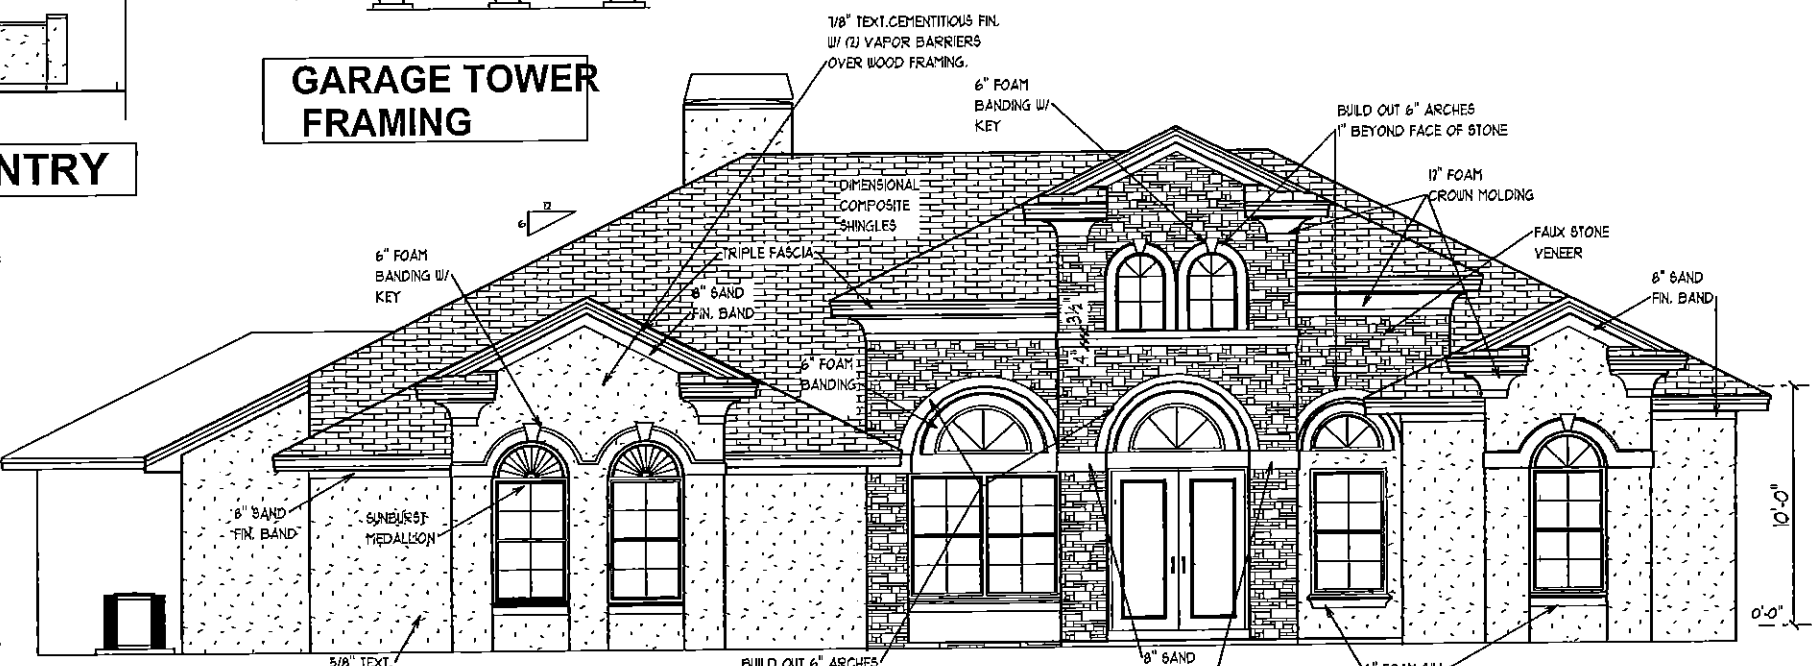 7/8" TEXT. CEMENTITIOUS FIN.
W/ (2) VAPOR BARRIERS
OVER WOOD FRAMING.
GARAGE TOWER
FRAMING
NTRY
6" FOAM
BANDING W/
KEY
BUILD OUT 6" ARCHES
1" BEYOND FACE OF STONE
12" FOAM
CROWN MOLDING
DIMENSIONAL
COMPOSITE
SHINGLES
12
6
FAUX STONE
VENEER
6" FOAM
BANDING W/
KEY
TRIPLE FASCIA
8" SAND
FIN. BAND
8" SAND
FIN. BAND
3½"
4"
6" FOAM
BANDING
8" SAND
FIN. BAND
SUNBURST
MEDALLION
10'-0"
0'-0"
5/8" TEXT.
BUILD OUT 6" ARCHES
8" SAND